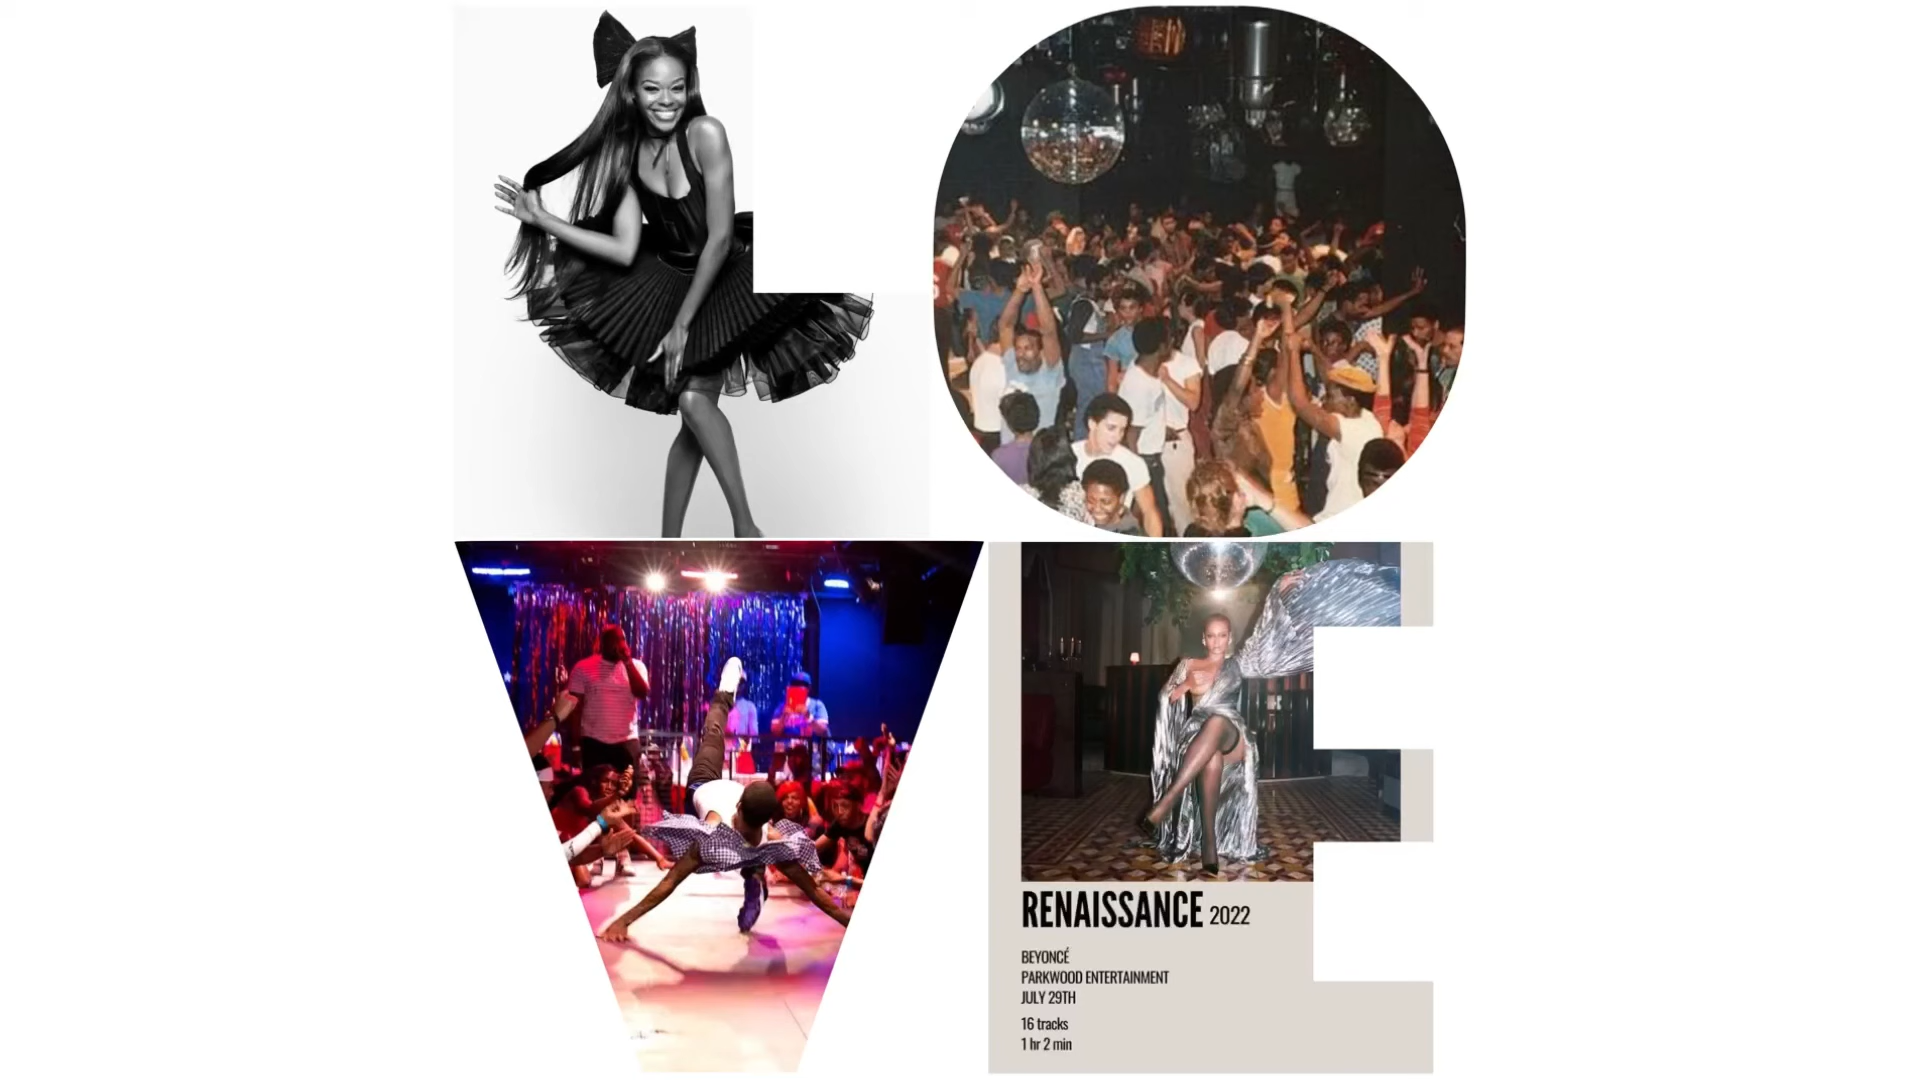 RENAISSANCE 2022
BEYONCÉ
PARKWOOD ENTERTAINMENT
JULY 29TH
16 tracks
1 hr 2 min